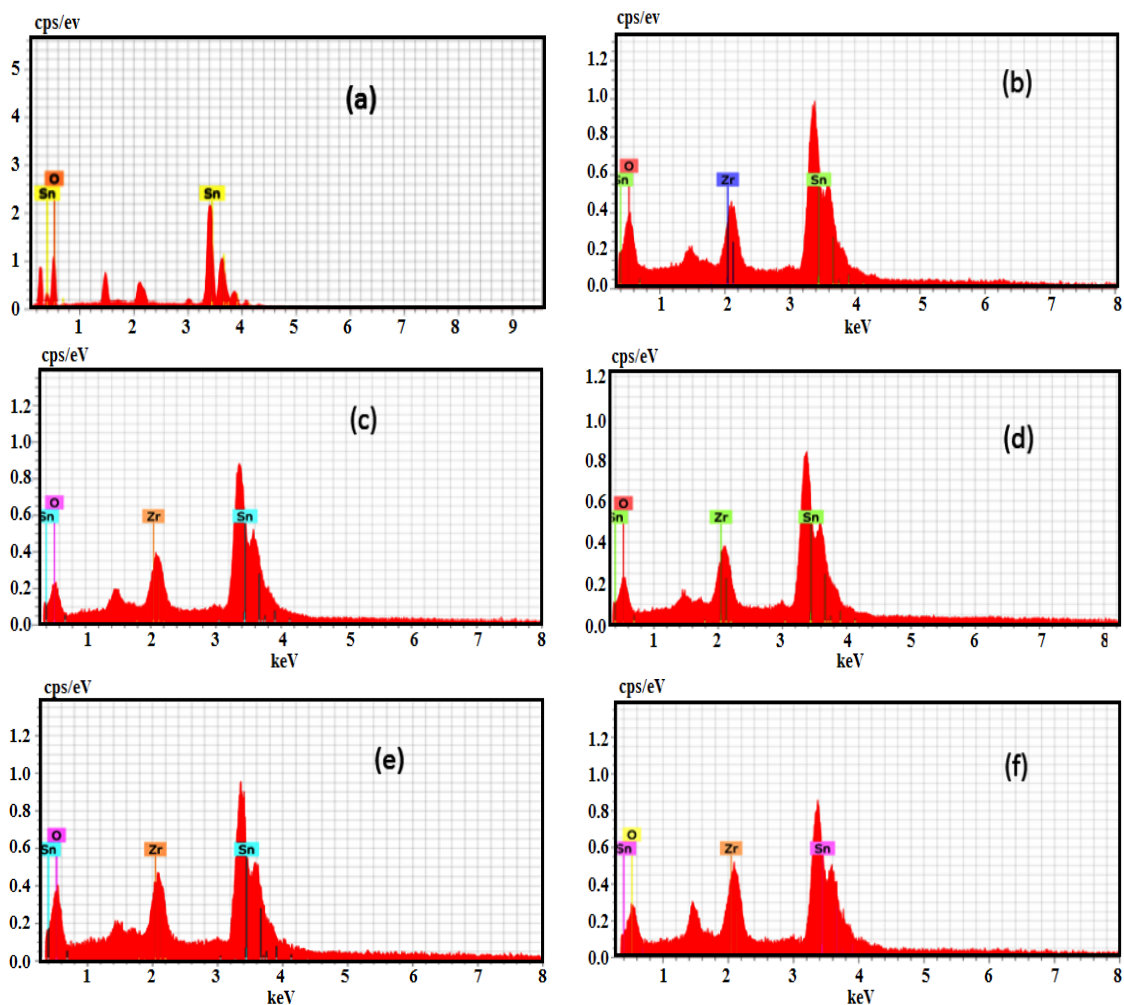 cps/ev
5
4
3
2
1
0
(a)
O
Sn
Sn
1 2 3 4 5 6 7 8 9
cps/ev
1.2
1.0
0.8
0.6
0.4
0.2
0.0
(b)
O
Sn
Zr
Sn
1 2 3 4 5 6 7 8
keV
cps/eV
1.2
1.0
0.8
0.6
0.4
0.2
0.0
(c)
O
Sn
Zr
Sn
1 2 3 4 5 6 7 8
keV
cps/eV
1.2
1.0
0.8
0.6
0.4
0.2
0.0
(d)
O
Sn
Zr
Sn
1 2 3 4 5 6 7 8
keV
cps/eV
1.2
1.0
0.8
0.6
0.4
0.2
0.0
(e)
O
Sn
Zr
Sn
1 2 3 4 5 6 7 8
keV
cps/eV
1.2
1.0
0.8
0.6
0.4
0.2
0.0
(f)
O
Sn
Zr
Sn
1 2 3 4 5 6 7 8
keV